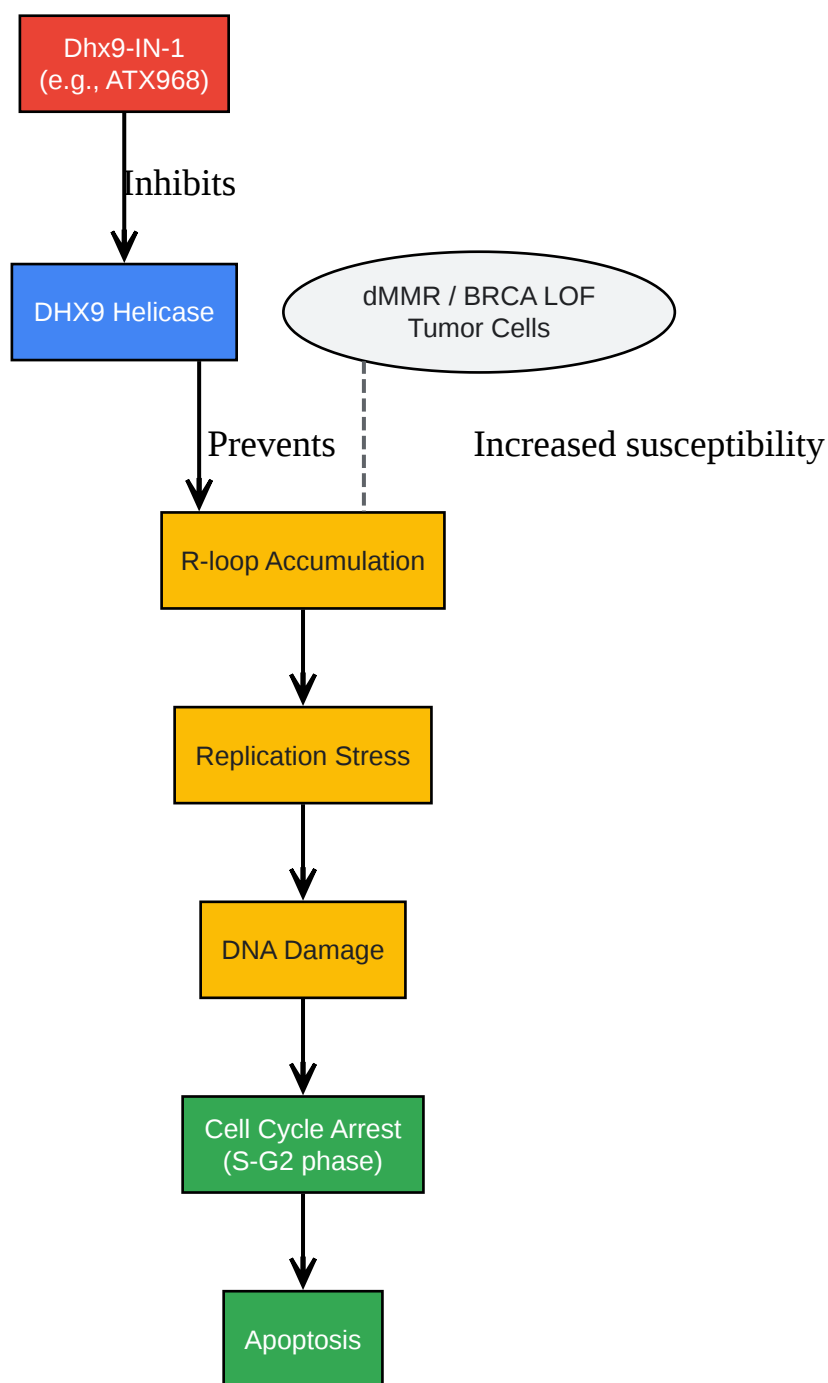 Dhx9-IN-1
(e.g., ATX968)
Inhibits
DHX9 Helicase
dMMR / BRCA LOF
Tumor Cells
Prevents
Increased susceptibility
R-loop Accumulation
Replication Stress
DNA Damage
Cell Cycle Arrest
(S-G2 phase)
Apoptosis